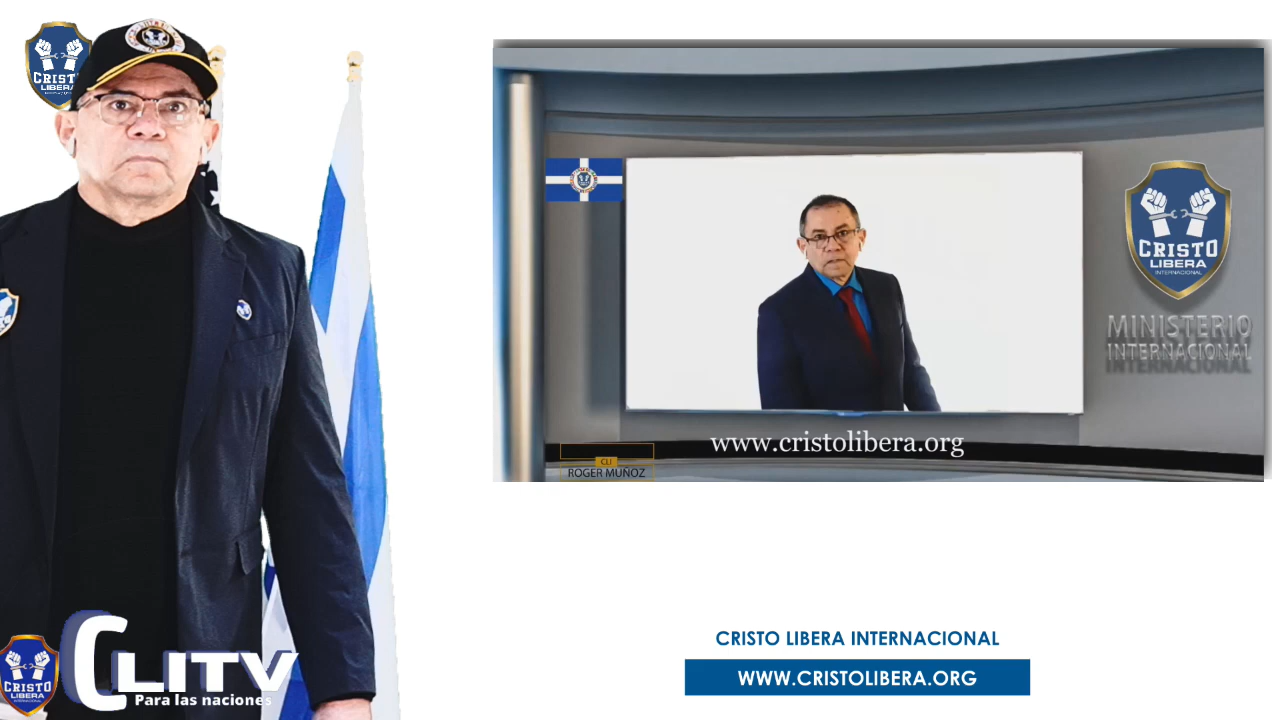 CRISTO
LIBERA
CRISTO
LIBERA
INTERNACIONAL
MINISTERIO
INTERNACIONAL
www.cristolibera.org
CLI
ROGER MUÑOZ
CRISTO LIBERA INTERNACIONAL
WWW.CRISTOLIBERA.ORG
CLITV
Para las naciones
CRISTO
LIBERA
INTERNACIONAL